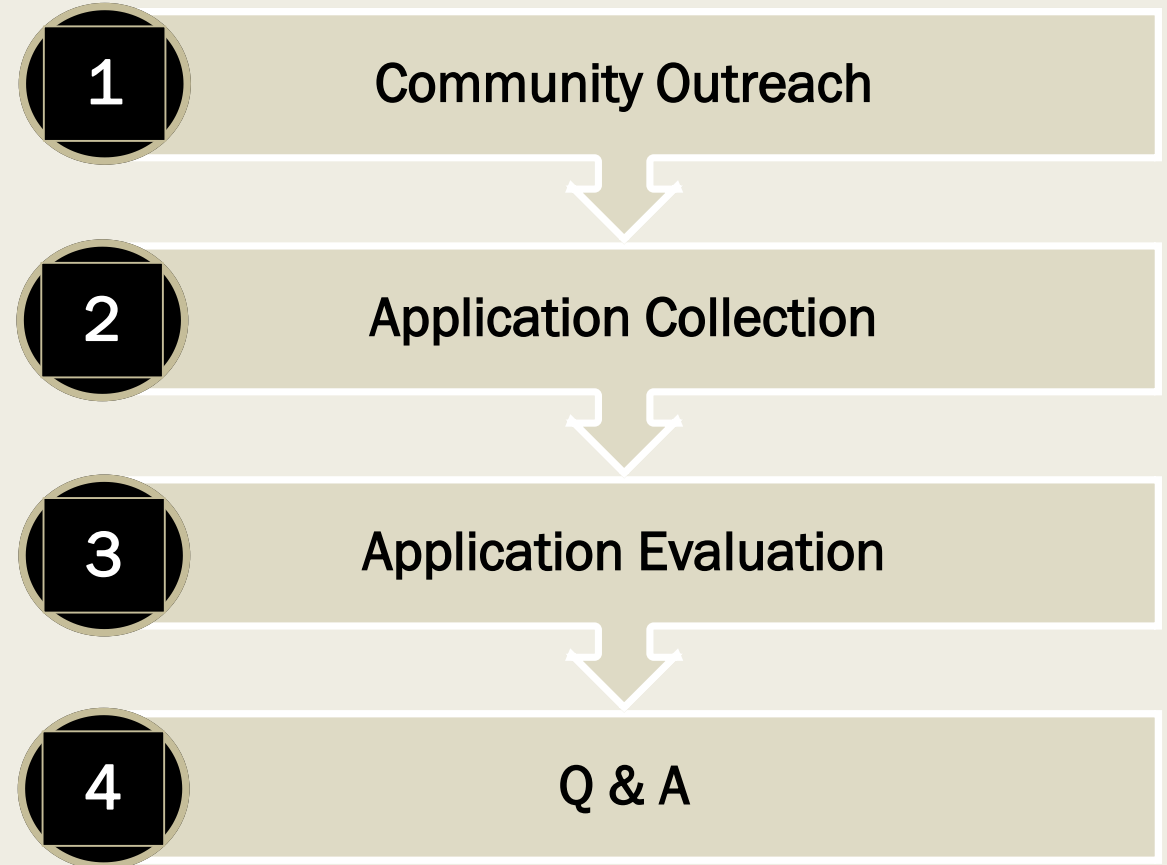 1
Community Outreach
2
Application Collection
3
Application Evaluation
4
Q & A